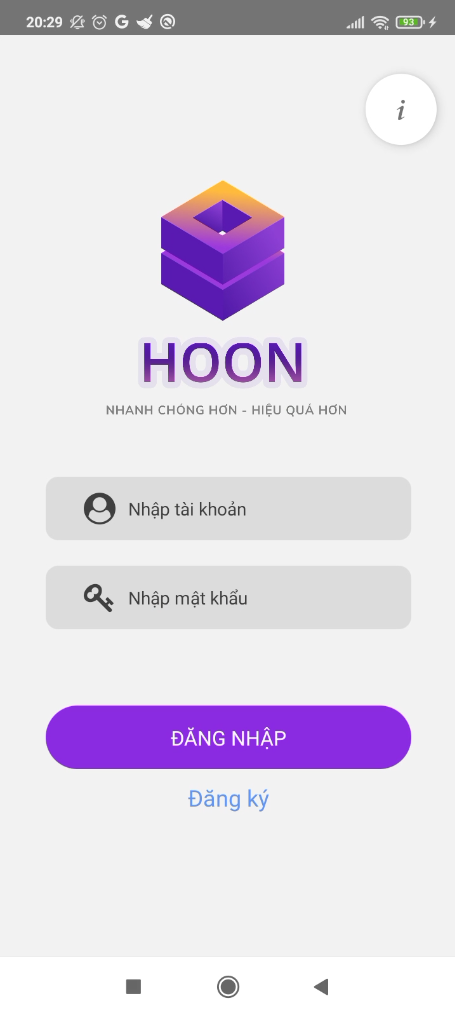 20:29
93
i
HOON
NHANH CHÓNG HƠN - HIỆU QUẢ HƠN
Nhập tài khoản
Nhập mật khẩu
ĐĂNG NHẬP
Đăng ký